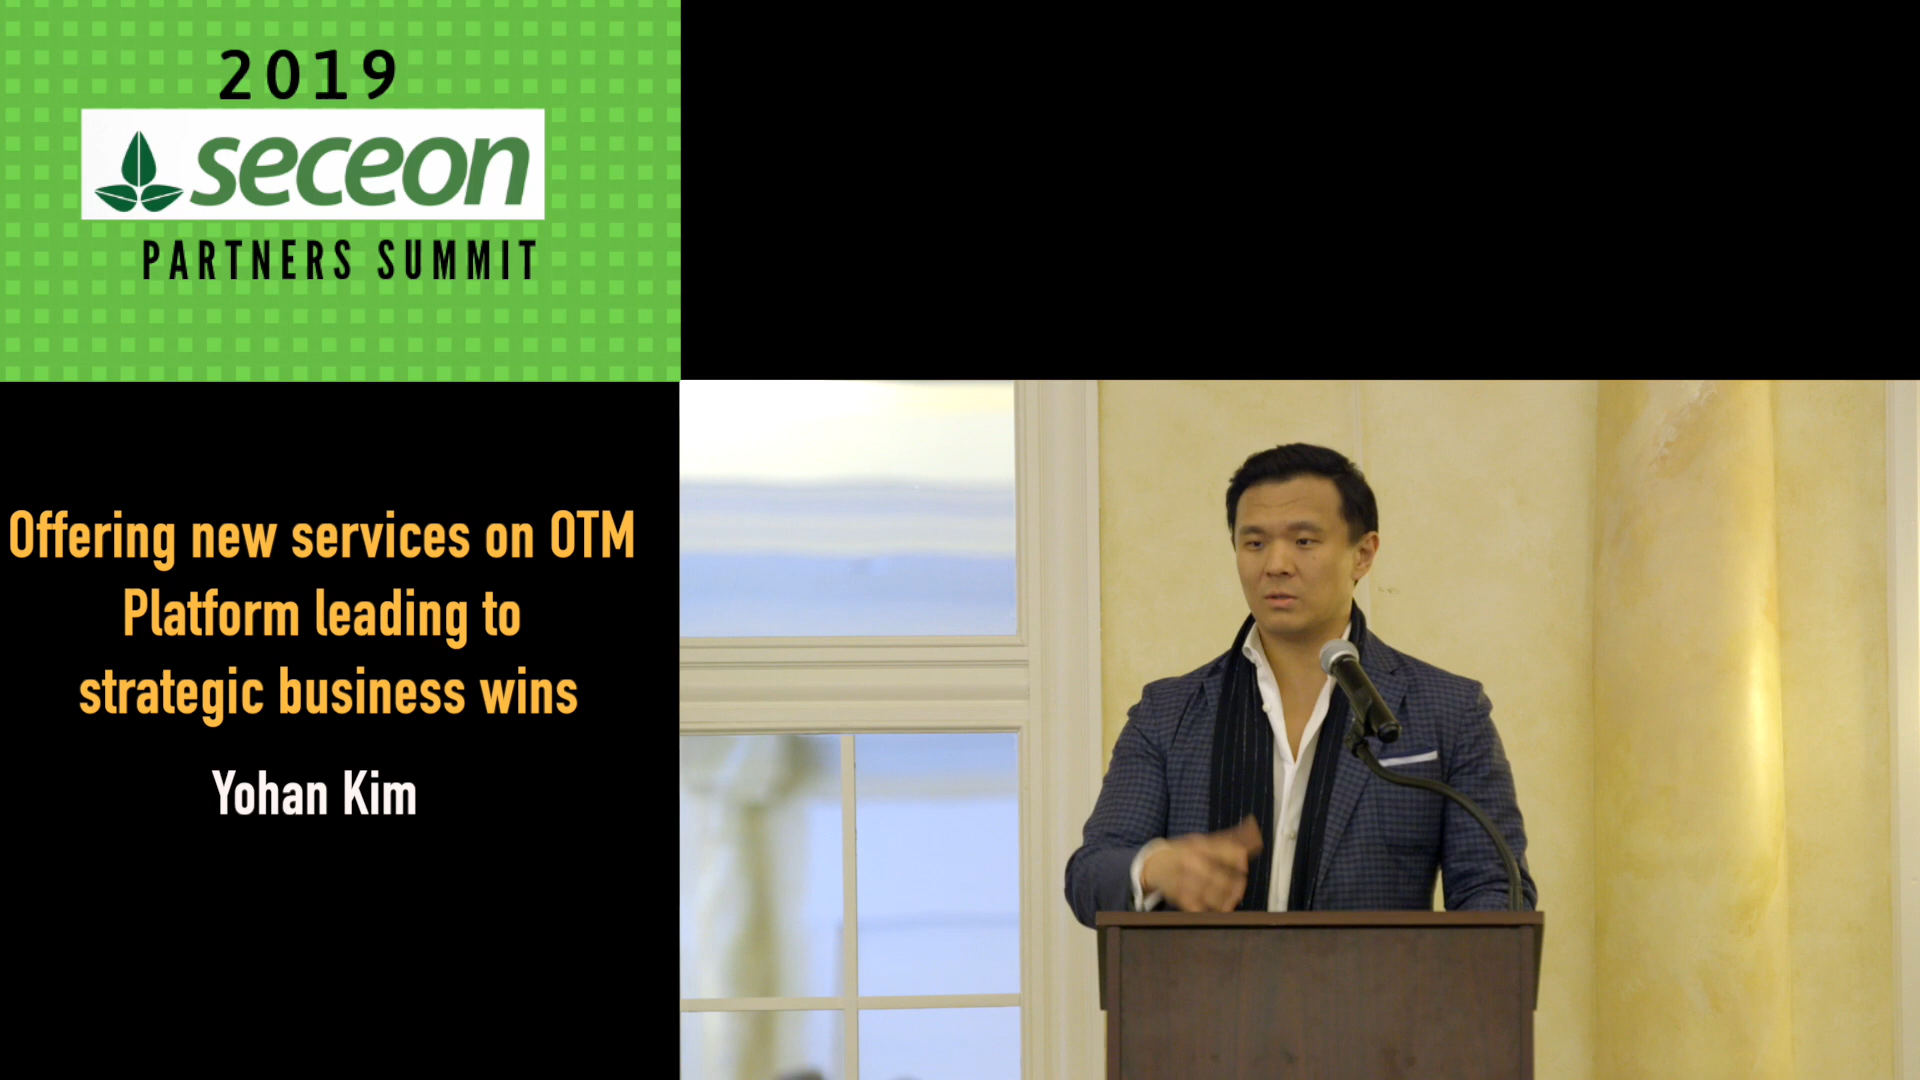 2019
seceon
PARTNERS SUMMIT
Offering new services on OTM
Platform leading to
strategic business wins
Yohan Kim